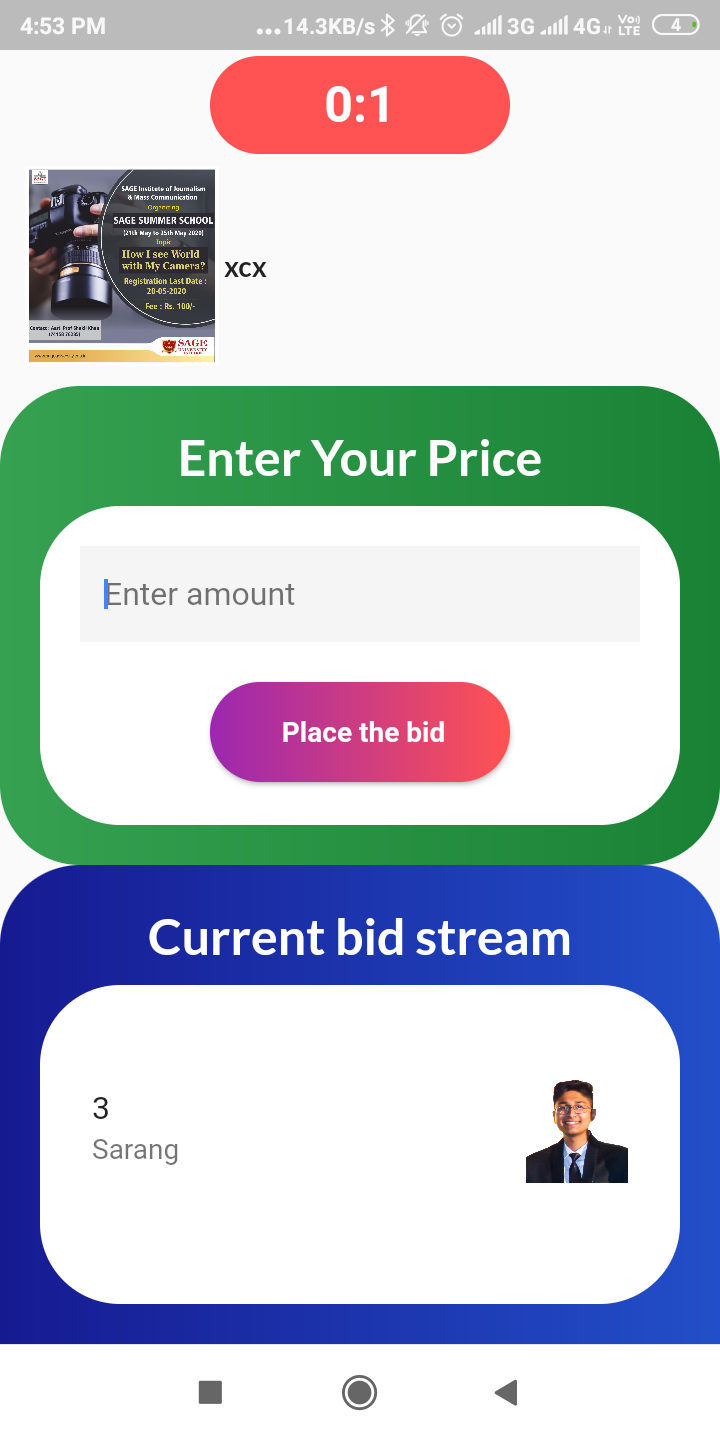 4:53 PM ...14.3KB/s 3G 4G Vo) LTE 4
0:1
SAGE Institute of Journalism
& Mass Communication
Organizing
SAGE SUMMER SCHOOL
(21th May to 25th May 2020)
Topic
How I see World
with My Camera?
Registration Last Date :
20-05-2020
Fee : Rs. 100/-
SAGE
UNIVERSITY
xcx
Enter Your Price
Enter amount
Place the bid
Current bid stream
3
Sarang